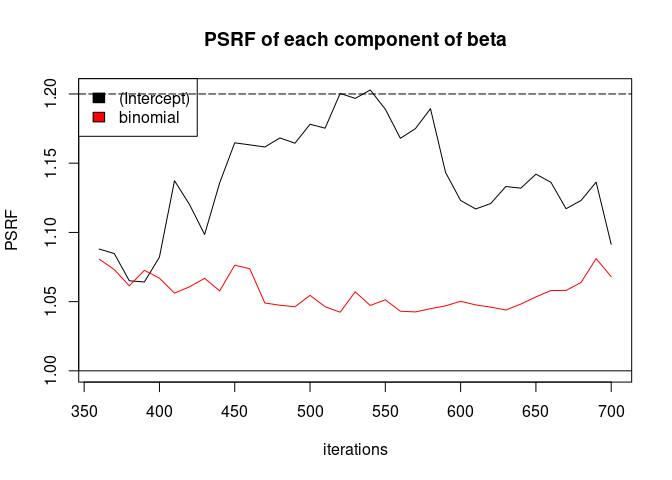 PSRF of each component of beta
(Intercept)
binomial
PSRF
1.20
1.15
1.10
1.05
1.00
350 400 450 500 550 600 650 700
iterations